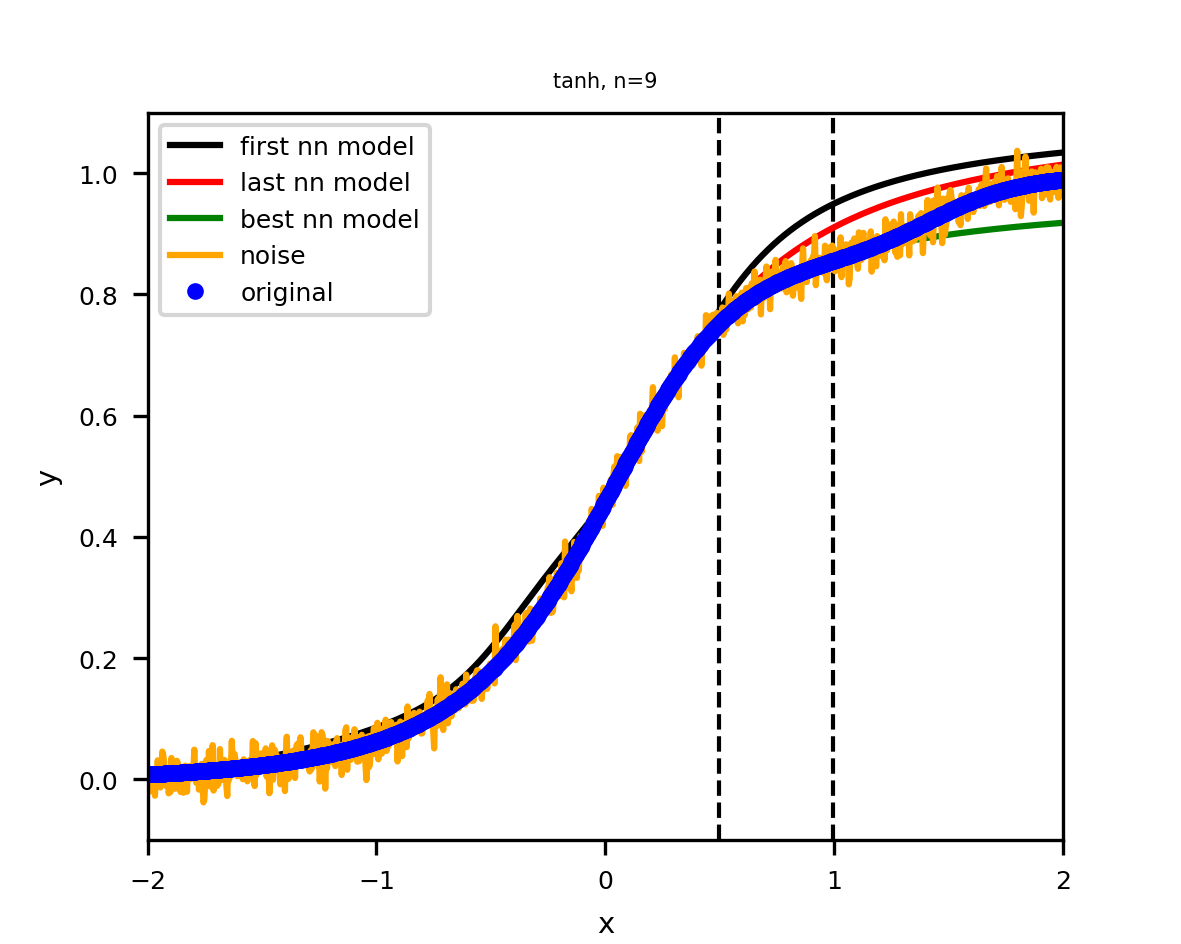 tanh, n=9
first nn model
last nn model
best nn model
noise
original
1.0
0.8
0.6
0.4
0.2
0.0
y
−2
−1
0
1
2
x